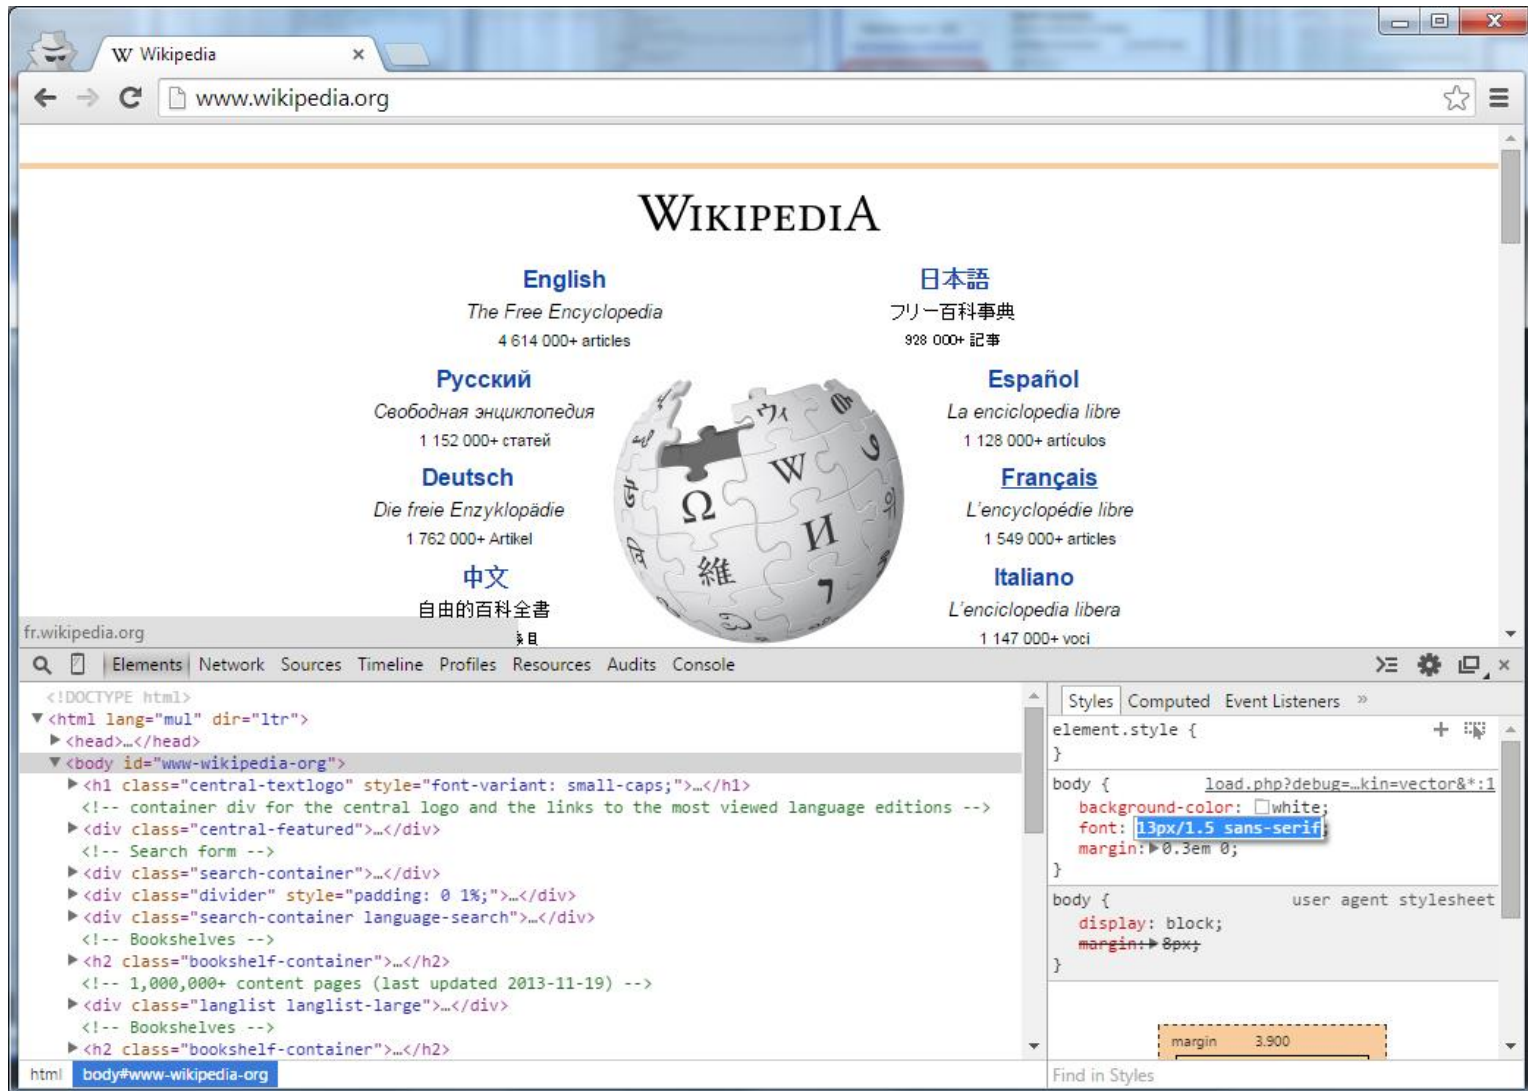 W Wikipedia
www.wikipedia.org
WIKIPEDIA
English
The Free Encyclopedia
4 614 000+ articles
日本語
フリー百科事典
928 000+ 記事
Русский
Свободная энциклопедия
1 152 000+ статей
Español
La enciclopedia libre
1 128 000+ artículos
Deutsch
Die freie Enzyklopädie
1 762 000+ Artikel
Français
L'encyclopédie libre
1 549 000+ articles
中文
自由的百科全書
Italiano
L'enciclopedia libera
1 147 000+ voci
Ω W И 維 ウィ 7
fr.wikipedia.org
Elements Network Sources Timeline Profiles Resources Audits Console
<!DOCTYPE html>
▼<html lang="mul" dir="ltr">
▶<head>…</head>
▼<body id="www-wikipedia-org">
▶<h1 class="central-textlogo" style="font-variant: small-caps;">…</h1>
<!-- container div for the central logo and the links to the most viewed language editions -->
▶<div class="central-featured">…</div>
<!-- Search form -->
▶<div class="search-container">…</div>
▶<div class="divider" style="padding: 0 1%;">…</div>
▶<div class="search-container language-search">…</div>
<!-- Bookshelves -->
▶<h2 class="bookshelf-container">…</h2>
<!-- 1,000,000+ content pages (last updated 2013-11-19) -->
▶<div class="langlist langlist-large">…</div>
<!-- Bookshelves -->
▶<h2 class="bookshelf-container">…</h2>
html body#www-wikipedia-org
Styles Computed Event Listeners »
element.style {
}
body { load.php?debug=…kin=vector&*:1
background-color: white;
font: 13px/1.5 sans-serif;
margin:▶0.3em 0;
}
body { user agent stylesheet
display: block;
margin:▶8px;
}
margin 3.900
Find in Styles